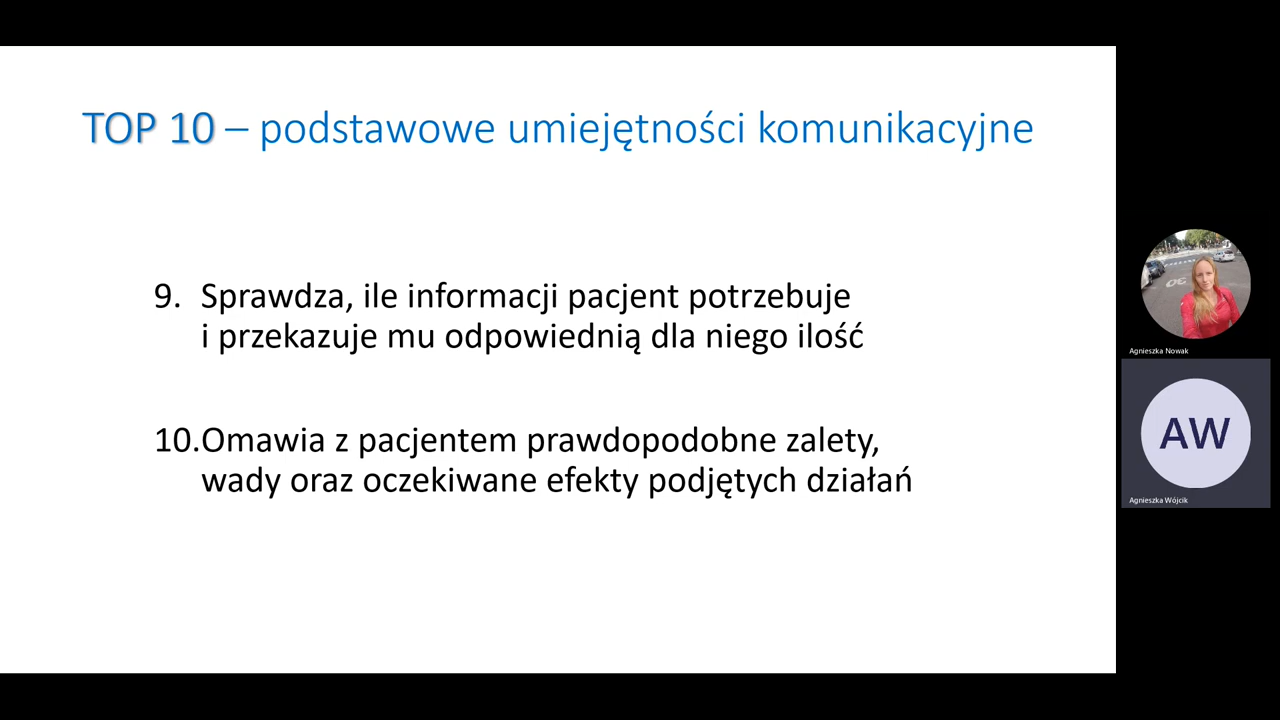 TOP 10 – podstawowe umiejętności komunikacyjne
9. Sprawdza, ile informacji pacjent potrzebuje
i przekazuje mu odpowiednią dla niego ilość
10.Omawia z pacjentem prawdopodobne zalety,
wady oraz oczekiwane efekty podjętych działań
Agnieszka Nowak
AW
Agnieszka Wójcik